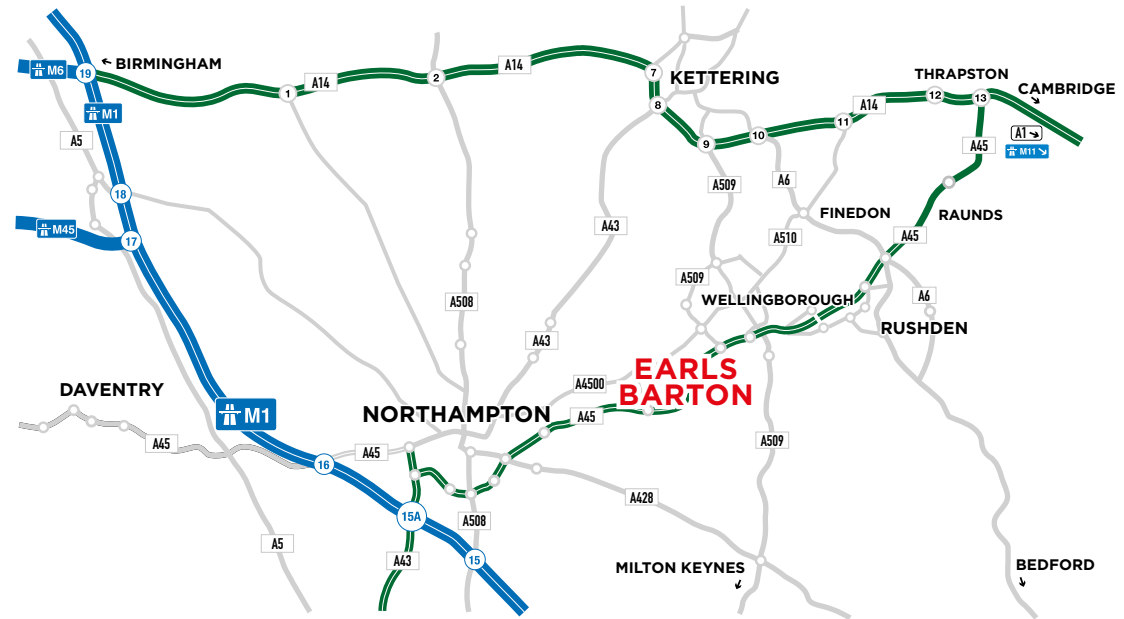 M6
19
BIRMINGHAM
M1
A5
1
A14
2
A14
7
KETTERING
8
9
10
11
A14
THRAPSTON
12
13
CAMBRIDGE
A1
M11
A45
18
M45
17
A509
A6
FINEDON
RAUNDS
A43
A510
A45
A509
A508
WELLINGBOROUGH
A6
RUSHDEN
A43
DAVENTRY
EARLS
BARTON
A4500
M1
NORTHAMPTON
A45
A45
16
A45
A509
A428
15A
A508
A5
A43
15
MILTON KEYNES
BEDFORD